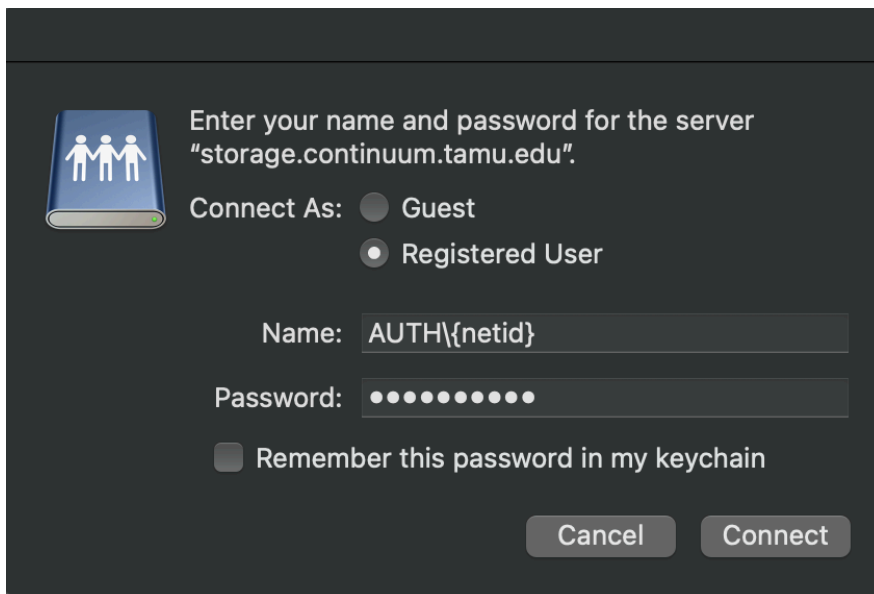 Enter your name and password for the server
“storage.continuum.tamu.edu”.
Connect As: Guest
Registered User
Name: AUTH\{netid}
Password: ●●●●●●●●●●
Remember this password in my keychain
Cancel Connect